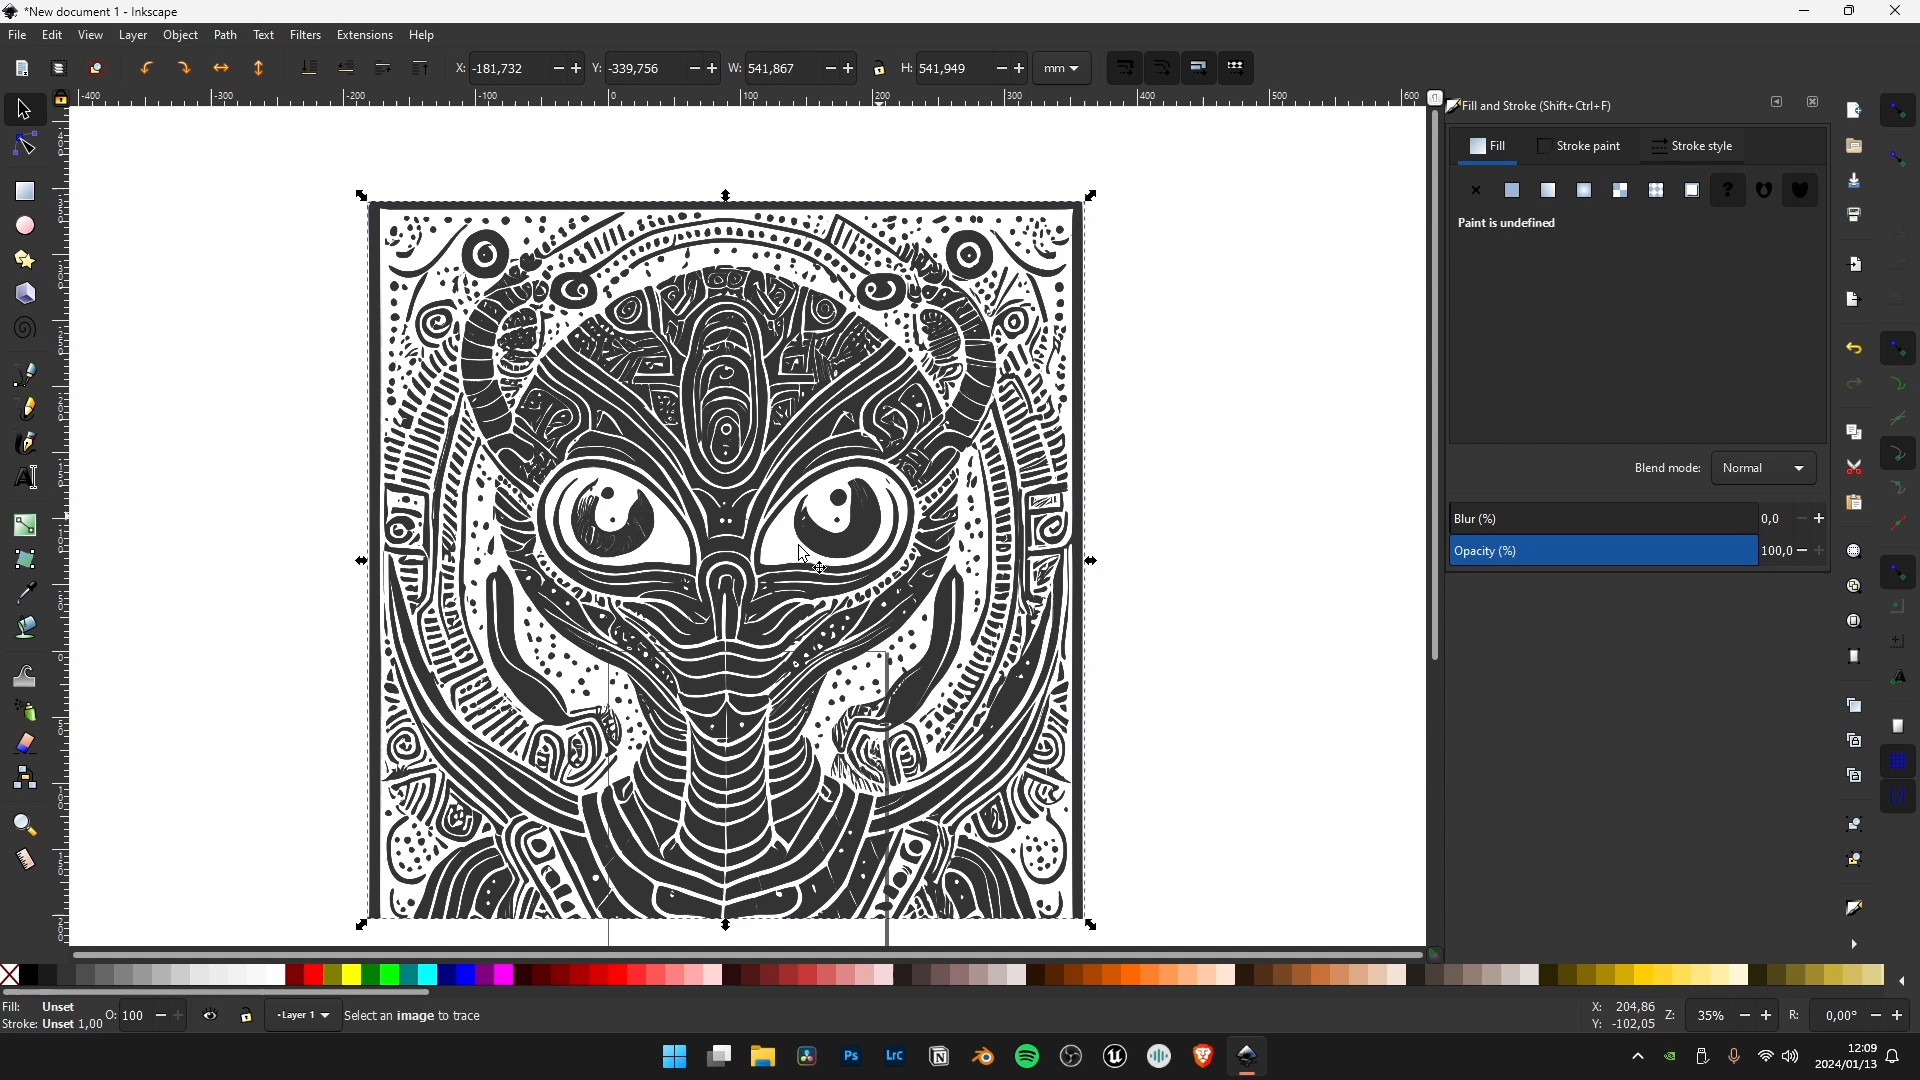 *New document 1 - Inkscape
File Edit View Layer Object Path Text Filters Extensions Help
X: -181,732 Y: -339,756 W: 541,867 H: 541,949 mm
-400 -300 -200 -100 0 100 200 300 400 500 600
Fill and Stroke (Shift+Ctrl+F)
Fill Stroke paint Stroke style
?
Paint is undefined
Blend mode: Normal
Blur (%) 0,0
Opacity (%) 100,0
Fill: Unset
Stroke: Unset 1,00 O: 100 -Layer 1 Select an image to trace
X: 204,86
Y: -102,05 Z: 35% R: 0,00°
Ps Lrc
12:09
2024/01/13